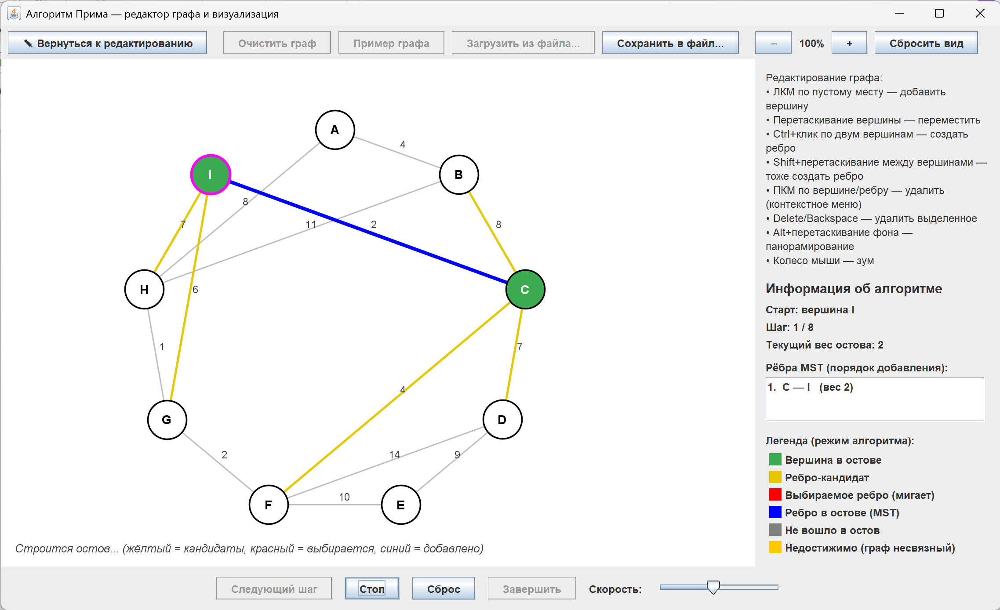 Алгоритм Прима — редактор графа и визуализация
Вернуться к редактированию
Очистить граф
Пример графа
Загрузить из файла...
Сохранить в файл...
–
100%
+
Сбросить вид
A
4
I
B
8
7
11
2
8
H
6
C
1
7
4
G
D
2
14
9
10
F
E
Строится остов... (жёлтый = кандидаты, красный = выбирается, синий = добавлено)
Редактирование графа:
• ЛКМ по пустому месту — добавить
вершину
• Перетаскивание вершины — переместить
• Ctrl+клик по двум вершинам — создать
ребро
• Shift+перетаскивание между вершинами —
тоже создать ребро
• ПКМ по вершине/ребру — удалить
(контекстное меню)
• Delete/Backspace — удалить выделенное
• Alt+перетаскивание фона —
панорамирование
• Колесо мыши — зум
Информация об алгоритме
Старт: вершина I
Шаг: 1 / 8
Текущий вес остова: 2
Рёбра MST (порядок добавления):
1. C — I (вес 2)
Легенда (режим алгоритма):
Вершина в остове
Ребро-кандидат
Выбираемое ребро (мигает)
Ребро в остове (MST)
Не вошло в остов
Недостижимо (граф несвязный)
Следующий шаг
Стоп
Сброс
Завершить
Скорость: